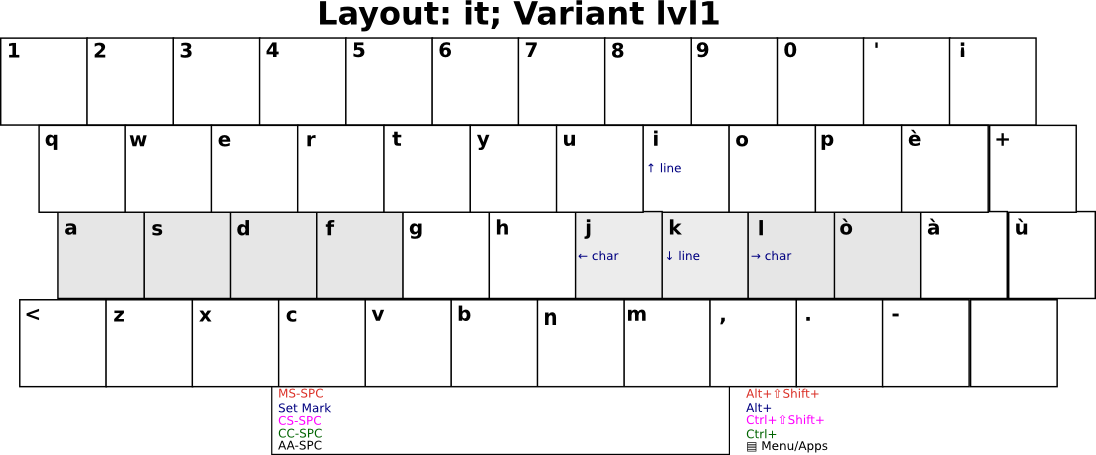 Layout: it; Variant lvl1
1 2 3 4 5 6 7 8 9 0 ' ì
q w e r t y u i o p è +
↑ line
a s d f g h j k l ò à ù
← char ↓ line → char
< z x c v b n m , . -
MS-SPC Alt+⇧Shift+
Set Mark Alt+
CS-SPC Ctrl+⇧Shift+
CC-SPC Ctrl+
AA-SPC ▤ Menu/Apps